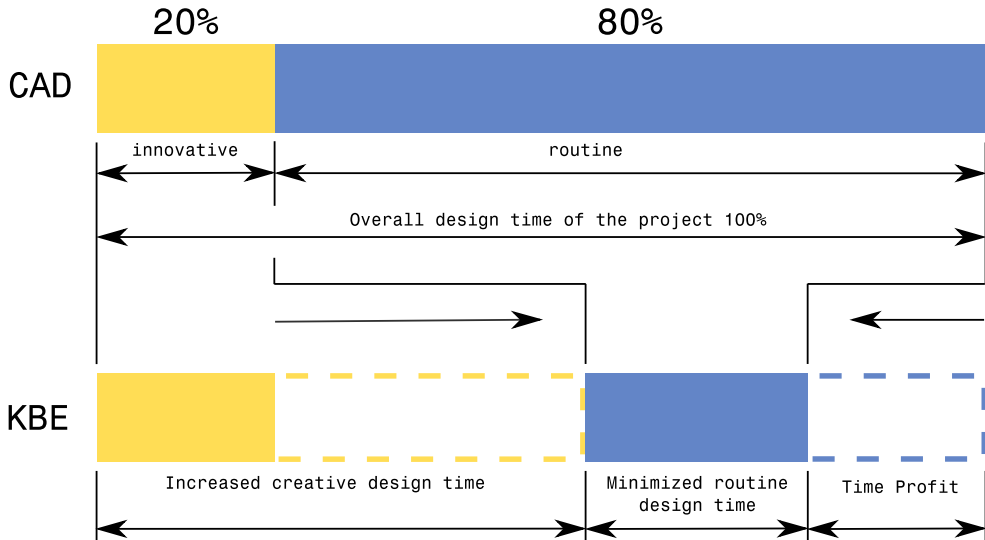 20%
80%
CAD
innovative
routine
Overall design time of the project 100%
KBE
Increased creative design time
Minimized routine
design time
Time Profit